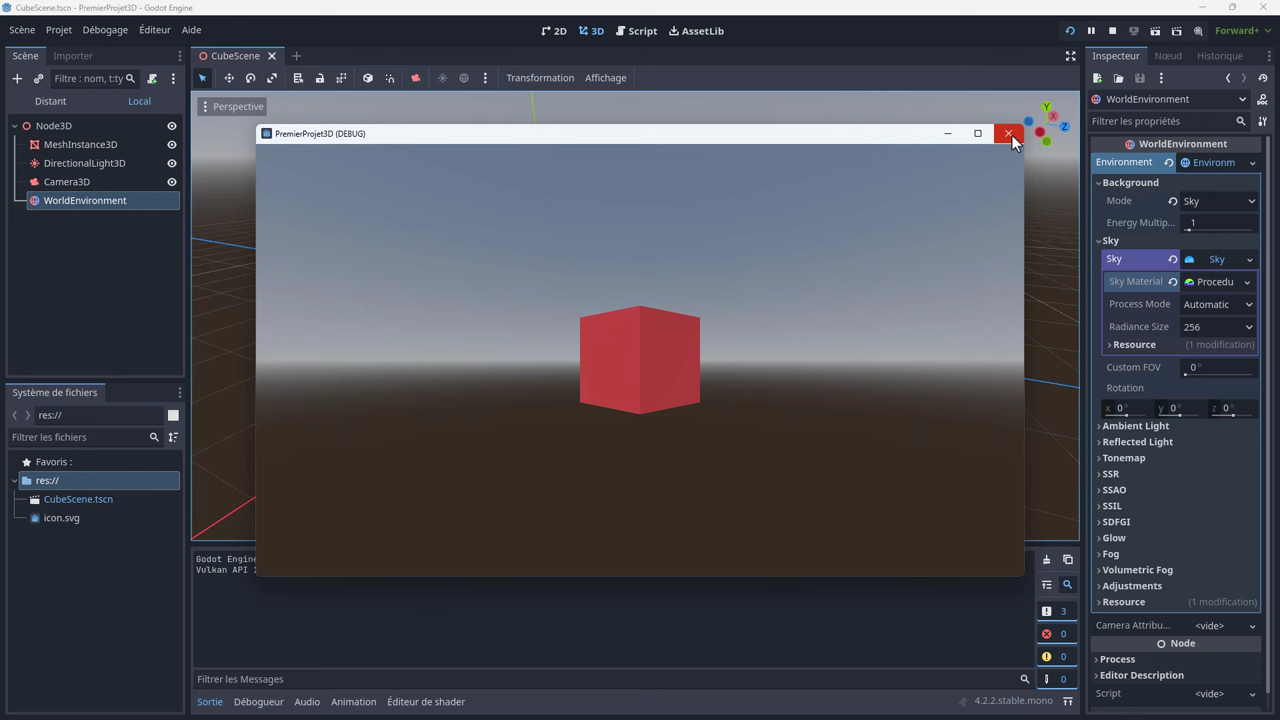 CubeScene.tscn - PremierProjet3D - Godot Engine
Scène Projet Débogage Éditeur Aide
2D 3D Script AssetLib
Forward+
Scène Importer
CubeScene
Inspecteur Nœud Historique
Filtre : nom, t:ty
Transformation Affichage
Distant Local
Perspective
WorldEnvironment
Filtrer les propriétés
Node3D
MeshInstance3D
DirectionalLight3D
Camera3D
WorldEnvironment
PremierProjet3D (DEBUG)
Y
X
Z
WorldEnvironment
Environment Environm
Background
Mode Sky
Energy Multip... 1
Sky
Sky Sky
Sky Material Procedu
Process Mode Automatic
Radiance Size 256
Resource (1 modification)
Custom FOV 0 °
Rotation
x 0 ° y 0 ° z 0 °
Ambient Light
Reflected Light
Tonemap
SSR
SSAO
SSIL
SDFGI
Glow
Fog
Volumetric Fog
Adjustments
Resource (1 modification)
Camera Attribu... <vide>
Node
Process
Editor Description
Script <vide>
Système de fichiers
res://
Filtrer les fichiers
Favoris :
res://
CubeScene.tscn
icon.svg
Godot Engine
Vulkan API
3
0
0
0
Filtrer les Messages
Sortie Débogueur Audio Animation Éditeur de shader
4.2.2.stable.mono